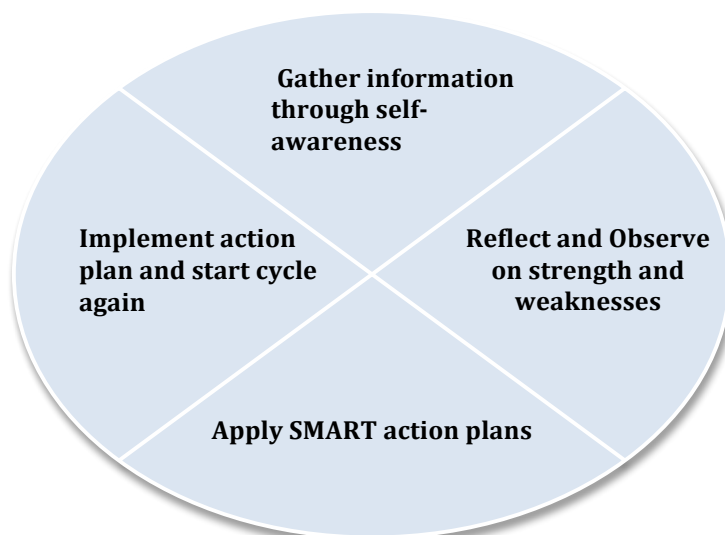 Gather information
through self-
awareness
Reflect and Observe
on strength and
weaknesses
Apply SMART action plans
Implement action
plan and start cycle
again